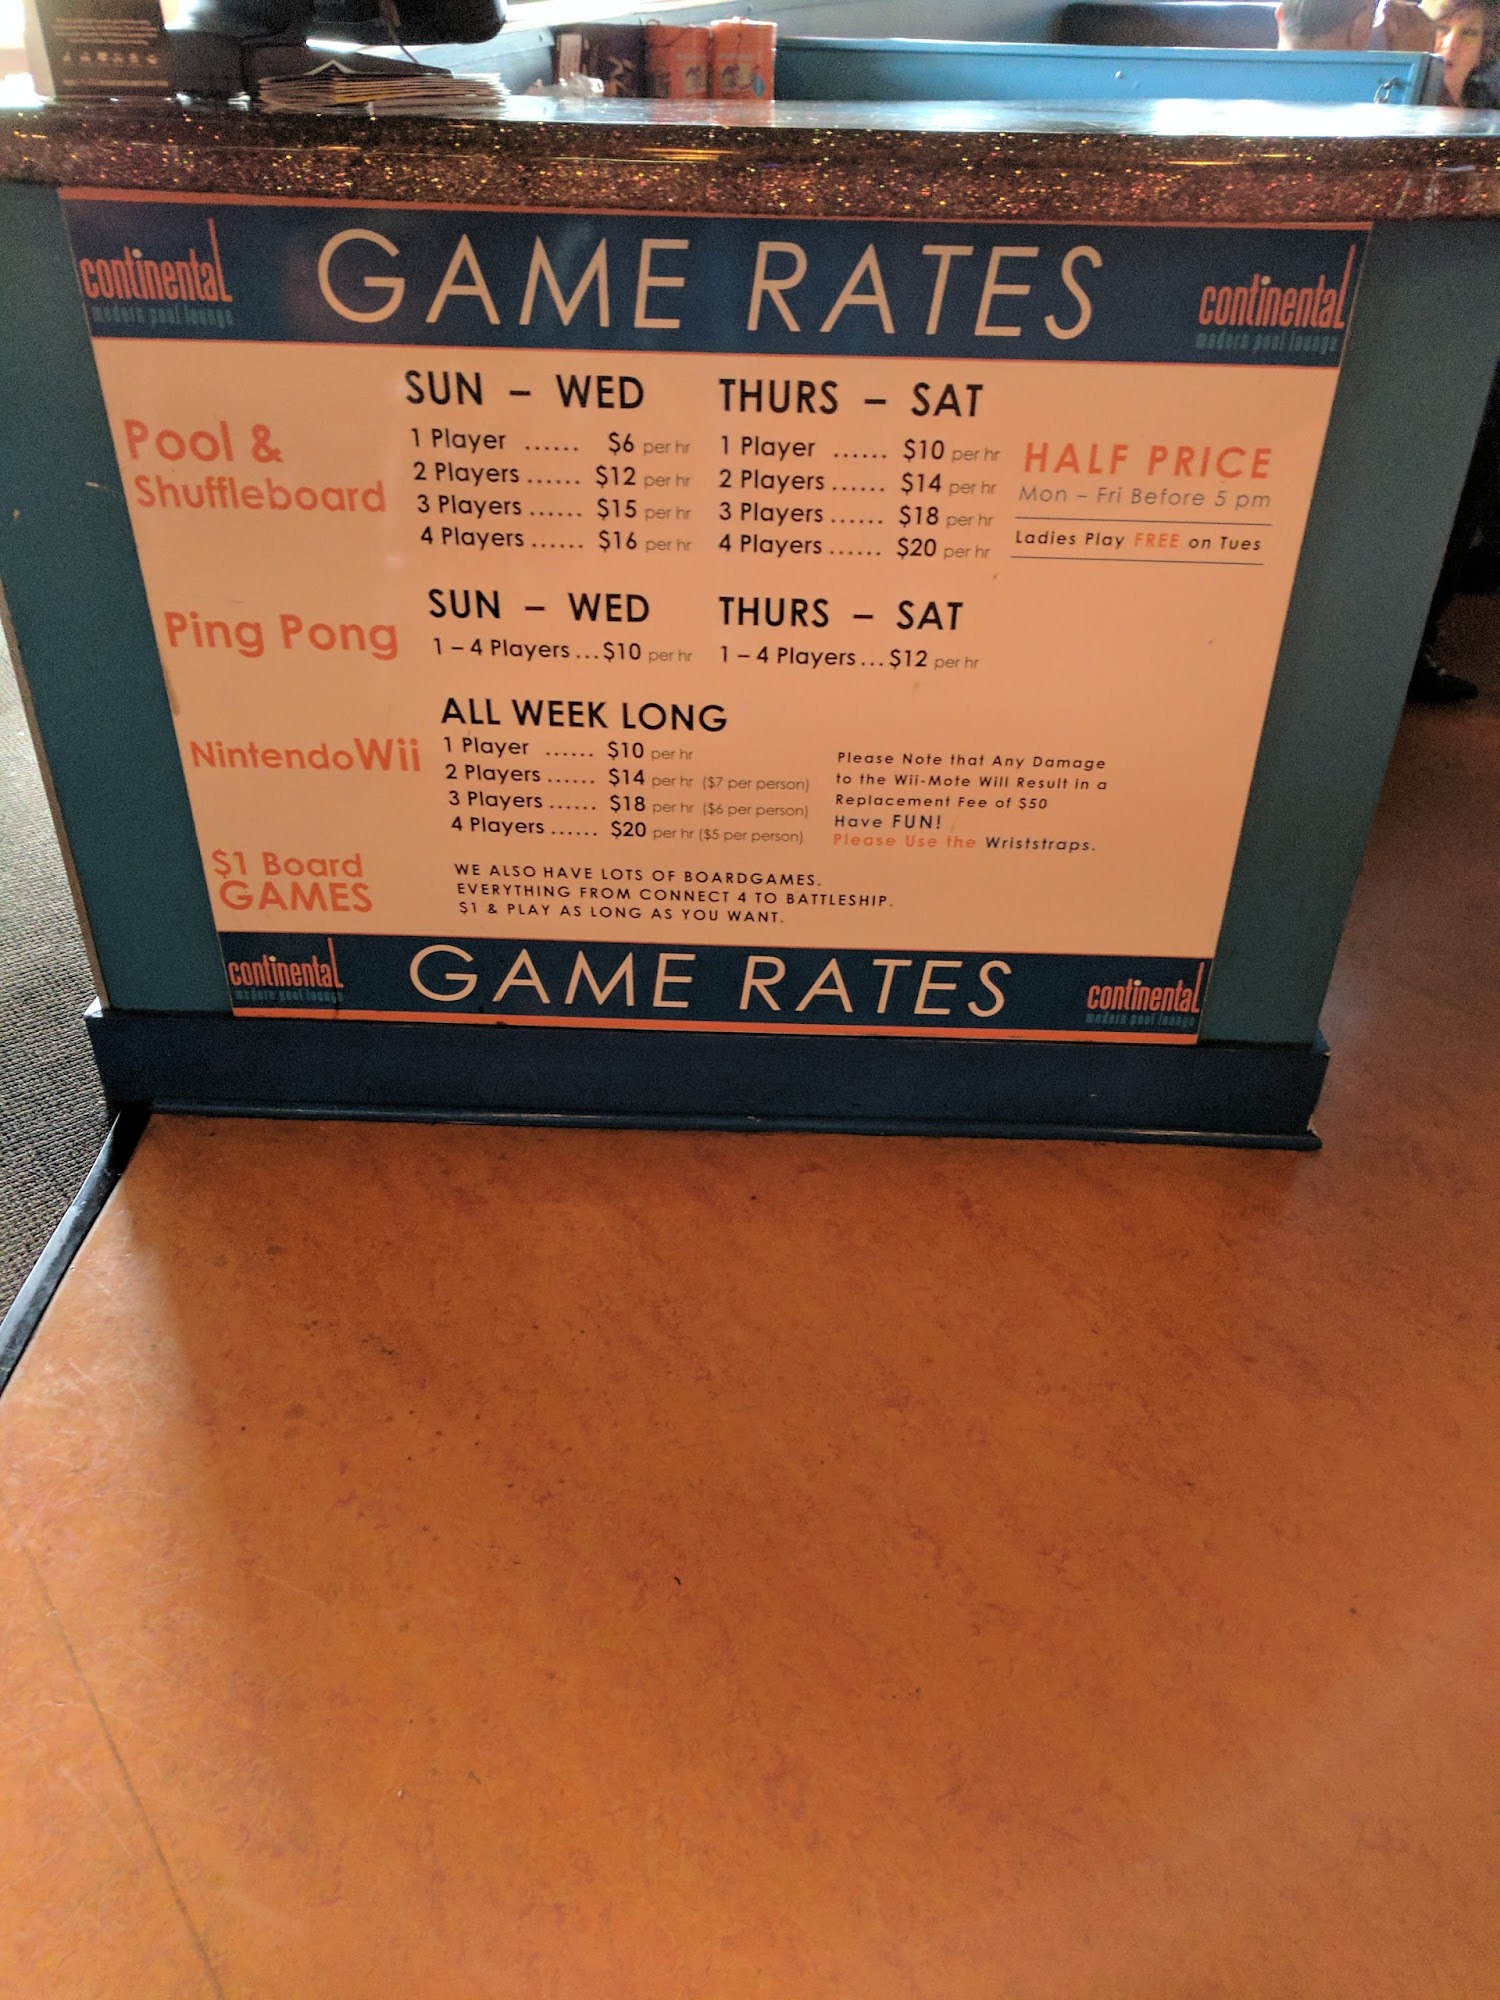 continental
modern pool lounge
GAME RATES
continental
modern pool lounge
Pool &
Shuffleboard
SUN – WED
1 Player ...... $6 per hr
2 Players ...... $12 per hr
3 Players ...... $15 per hr
4 Players ...... $16 per hr
THURS – SAT
1 Player ...... $10 per hr
2 Players ...... $14 per hr
3 Players ...... $18 per hr
4 Players ...... $20 per hr
HALF PRICE
Mon – Fri Before 5 pm
Ladies Play FREE on Tues
Ping Pong
SUN – WED
1 – 4 Players ... $10 per hr
THURS – SAT
1 – 4 Players ... $12 per hr
NintendoWii
ALL WEEK LONG
1 Player ...... $10 per hr
2 Players ...... $14 per hr ($7 per person)
3 Players ...... $18 per hr ($6 per person)
4 Players ...... $20 per hr ($5 per person)
Please Note that Any Damage
to the Wii-Mote Will Result in a
Replacement Fee of $50
Have FUN!
Please Use the Wriststraps.
$1 Board
GAMES
WE ALSO HAVE LOTS OF BOARDGAMES.
EVERYTHING FROM CONNECT 4 TO BATTLESHIP.
$1 & PLAY AS LONG AS YOU WANT.
continental
modern pool lounge
GAME RATES
continental
modern pool lounge